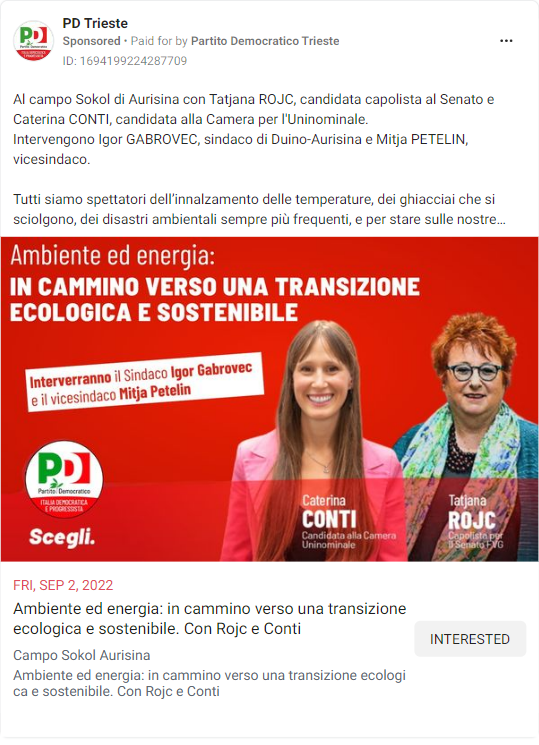 PD Trieste
Sponsored • Paid for by Partito Democratico Trieste
ID: 1694199224287709
Al campo Sokol di Aurisina con Tatjana ROJC, candidata capolista al Senato e
Caterina CONTI, candidata alla Camera per l'Uninominale.
Intervengono Igor GABROVEC, sindaco di Duino-Aurisina e Mitja PETELIN,
vicesindaco.
Tutti siamo spettatori dell’innalzamento delle temperature, dei ghiacciai che si
sciolgono, dei disastri ambientali sempre più frequenti, e per stare sulle nostre...
Ambiente ed energia:
IN CAMMINO VERSO UNA TRANSIZIONE
ECOLOGICA E SOSTENIBILE
Interverranno il Sindaco Igor Gabrovec
e il vicesindaco Mitja Petelin
PD
Partito Democratico
ITALIA DEMOCRATICA
E PROGRESSISTA
Scegli.
Caterina
CONTI
Candidata alla Camera
Uninominale
Tatjana
ROJC
Capolista per
il Senato FVG
FRI, SEP 2, 2022
Ambiente ed energia: in cammino verso una transizione
ecologica e sostenibile. Con Rojc e Conti
INTERESTED
Campo Sokol Aurisina
Ambiente ed energia: in cammino verso una transizione ecologi
ca e sostenibile. Con Rojc e Conti